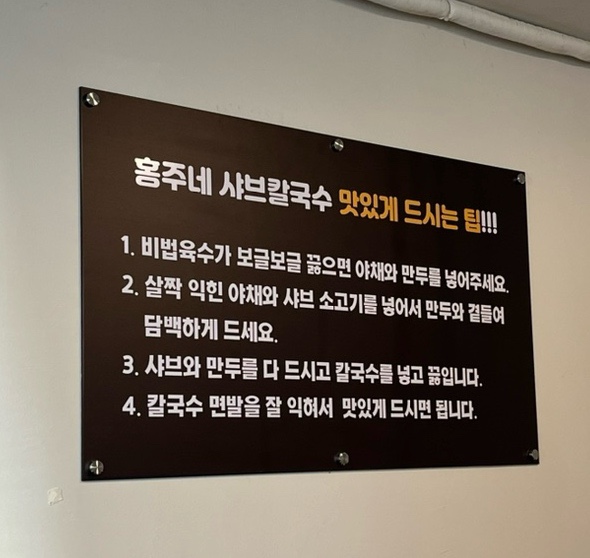 홍주네 샤브칼국수 맛있게 드시는 팁!!!
1. 비법육수가 보글보글 끓으면 야채와 만두를 넣어주세요.
2. 살짝 익힌 야채와 샤브 소고기를 넣어서 만두와 곁들여
담백하게 드세요.
3. 샤브와 만두를 다 드시고 칼국수를 넣고 끓입니다.
4. 칼국수 면발을 잘 익혀서 맛있게 드시면 됩니다.